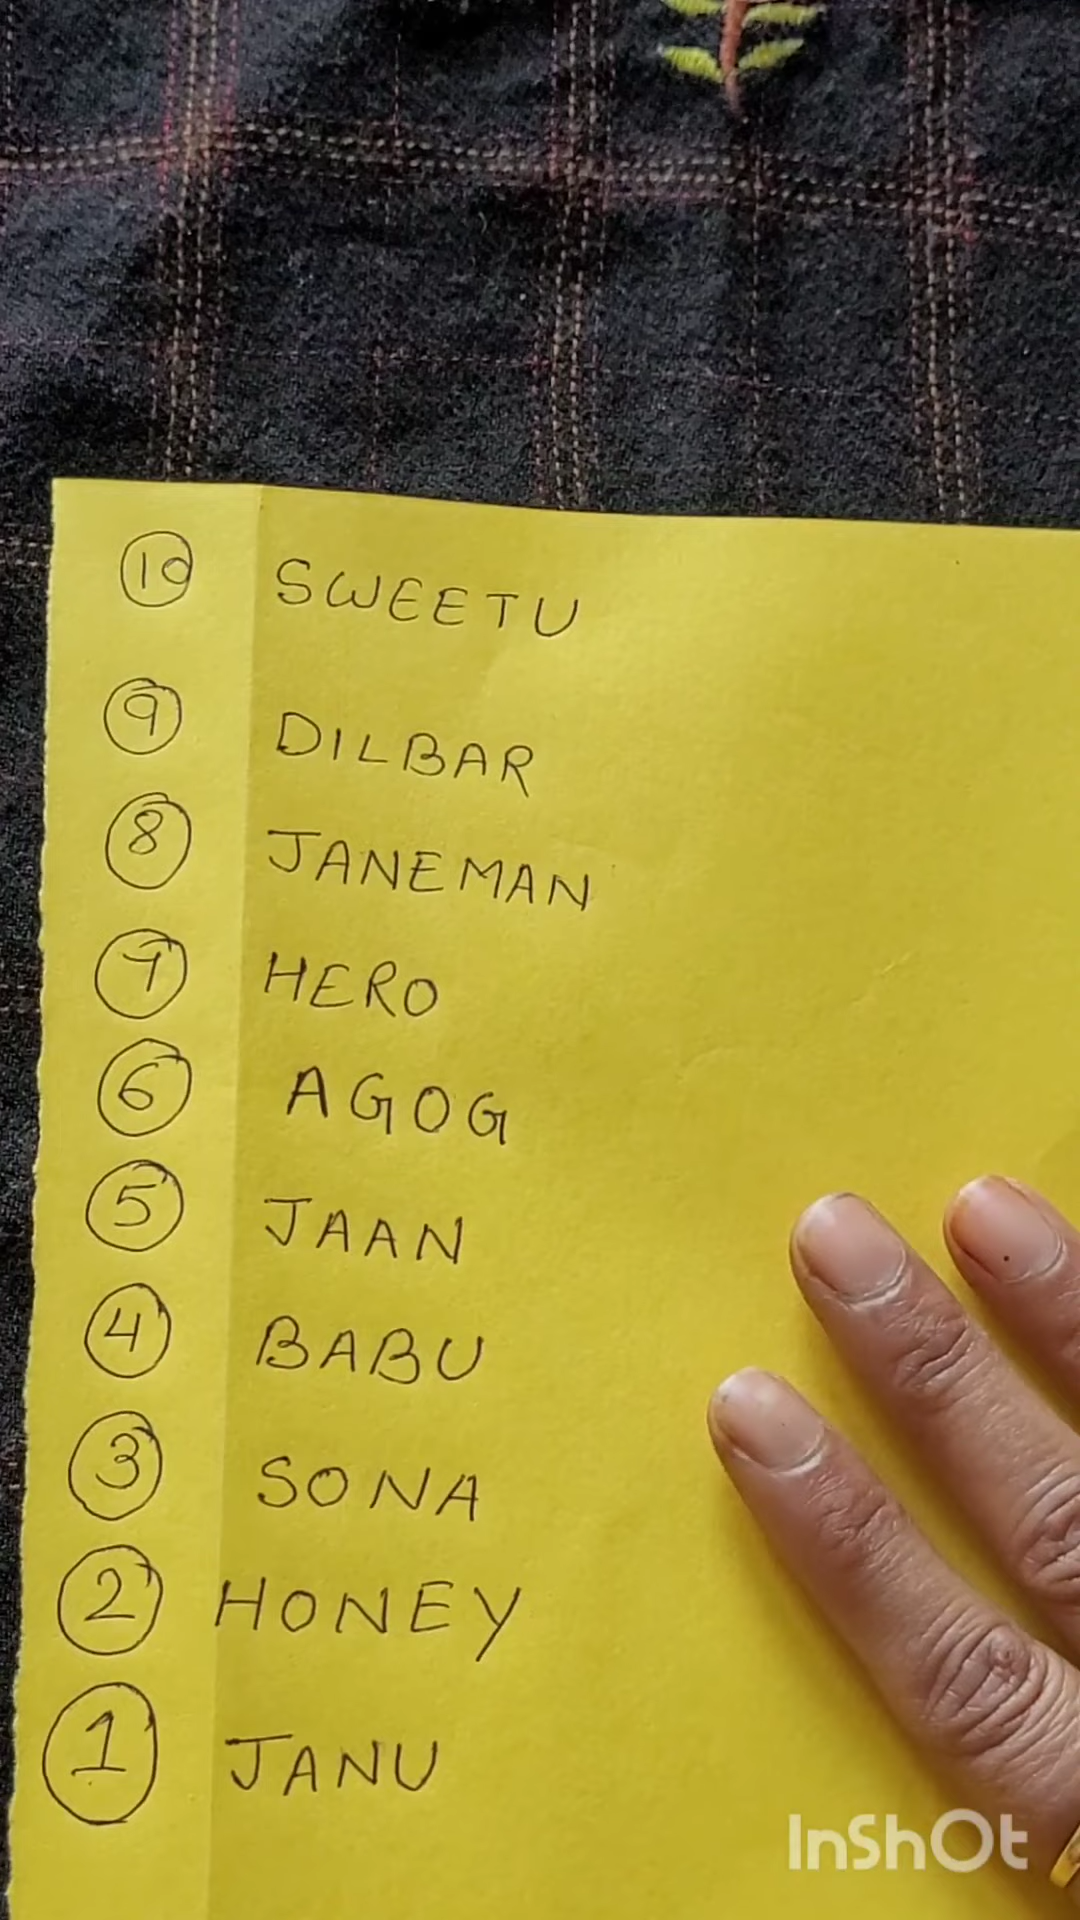 10 SWEETU
9 DILBAR
8 JANEMAN
7 HERO
6 AGOG
5 JAAN
4 BABU
3 SONA
2 HONEY
1 JANU
InShOt